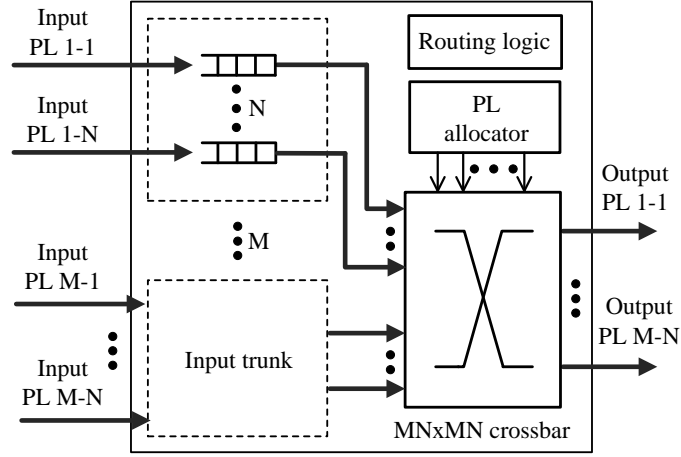 Input
PL 1-1
Input
PL 1-N
N
M
Input
PL M-1
Input
PL M-N
Input trunk
Routing logic
PL
allocator
MNxMN crossbar
Output
PL 1-1
Output
PL M-N